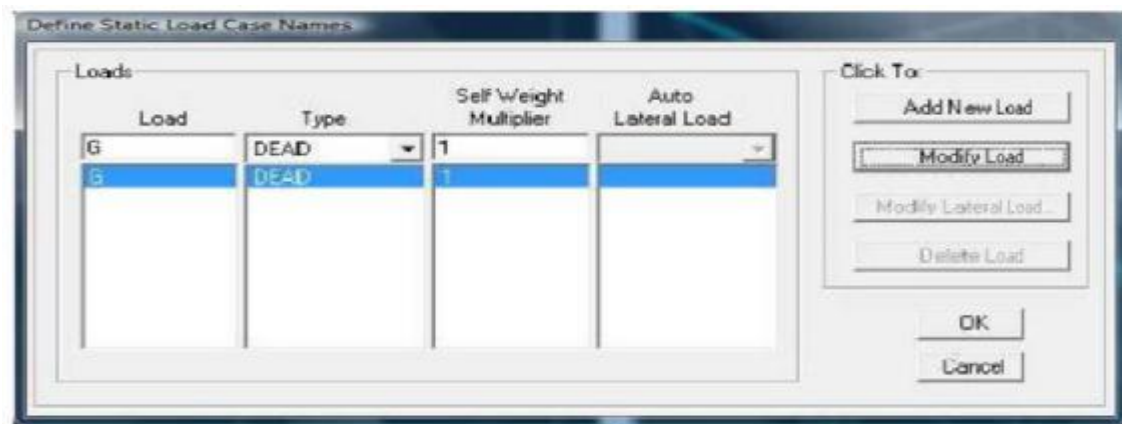 Define Static Load Case Names
Loads
Load Type Self Weight Multiplier Auto Lateral Load
G DEAD 1
G DEAD 1
Click To:
Add New Load
Modify Load
Modify Lateral Load...
Delete Load
OK
Cancel